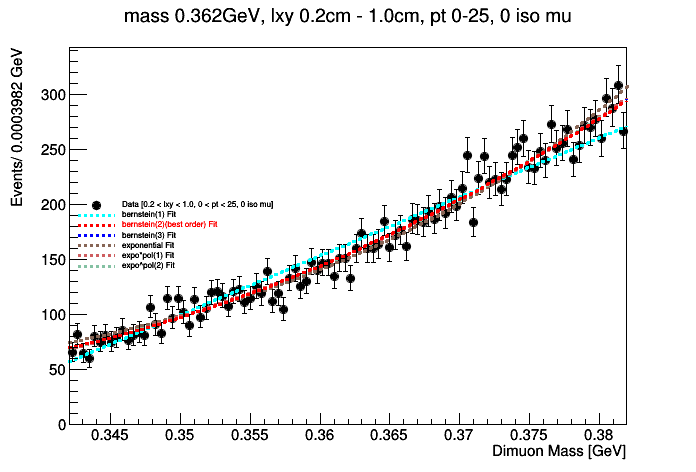 mass 0.362GeV, lxy 0.2cm - 1.0cm, pt 0-25, 0 iso mu
Events/ 0.0003982 GeV
300
250
200
150
100
50
0
Data [0.2 < lxy < 1.0, 0 < pt < 25, 0 iso mu]
bernstein(1) Fit
bernstein(2)(best order) Fit
bernstein(3) Fit
exponential Fit
expo*pol(1) Fit
expo*pol(2) Fit
0.345 0.35 0.355 0.36 0.365 0.37 0.375 0.38
Dimuon Mass [GeV]